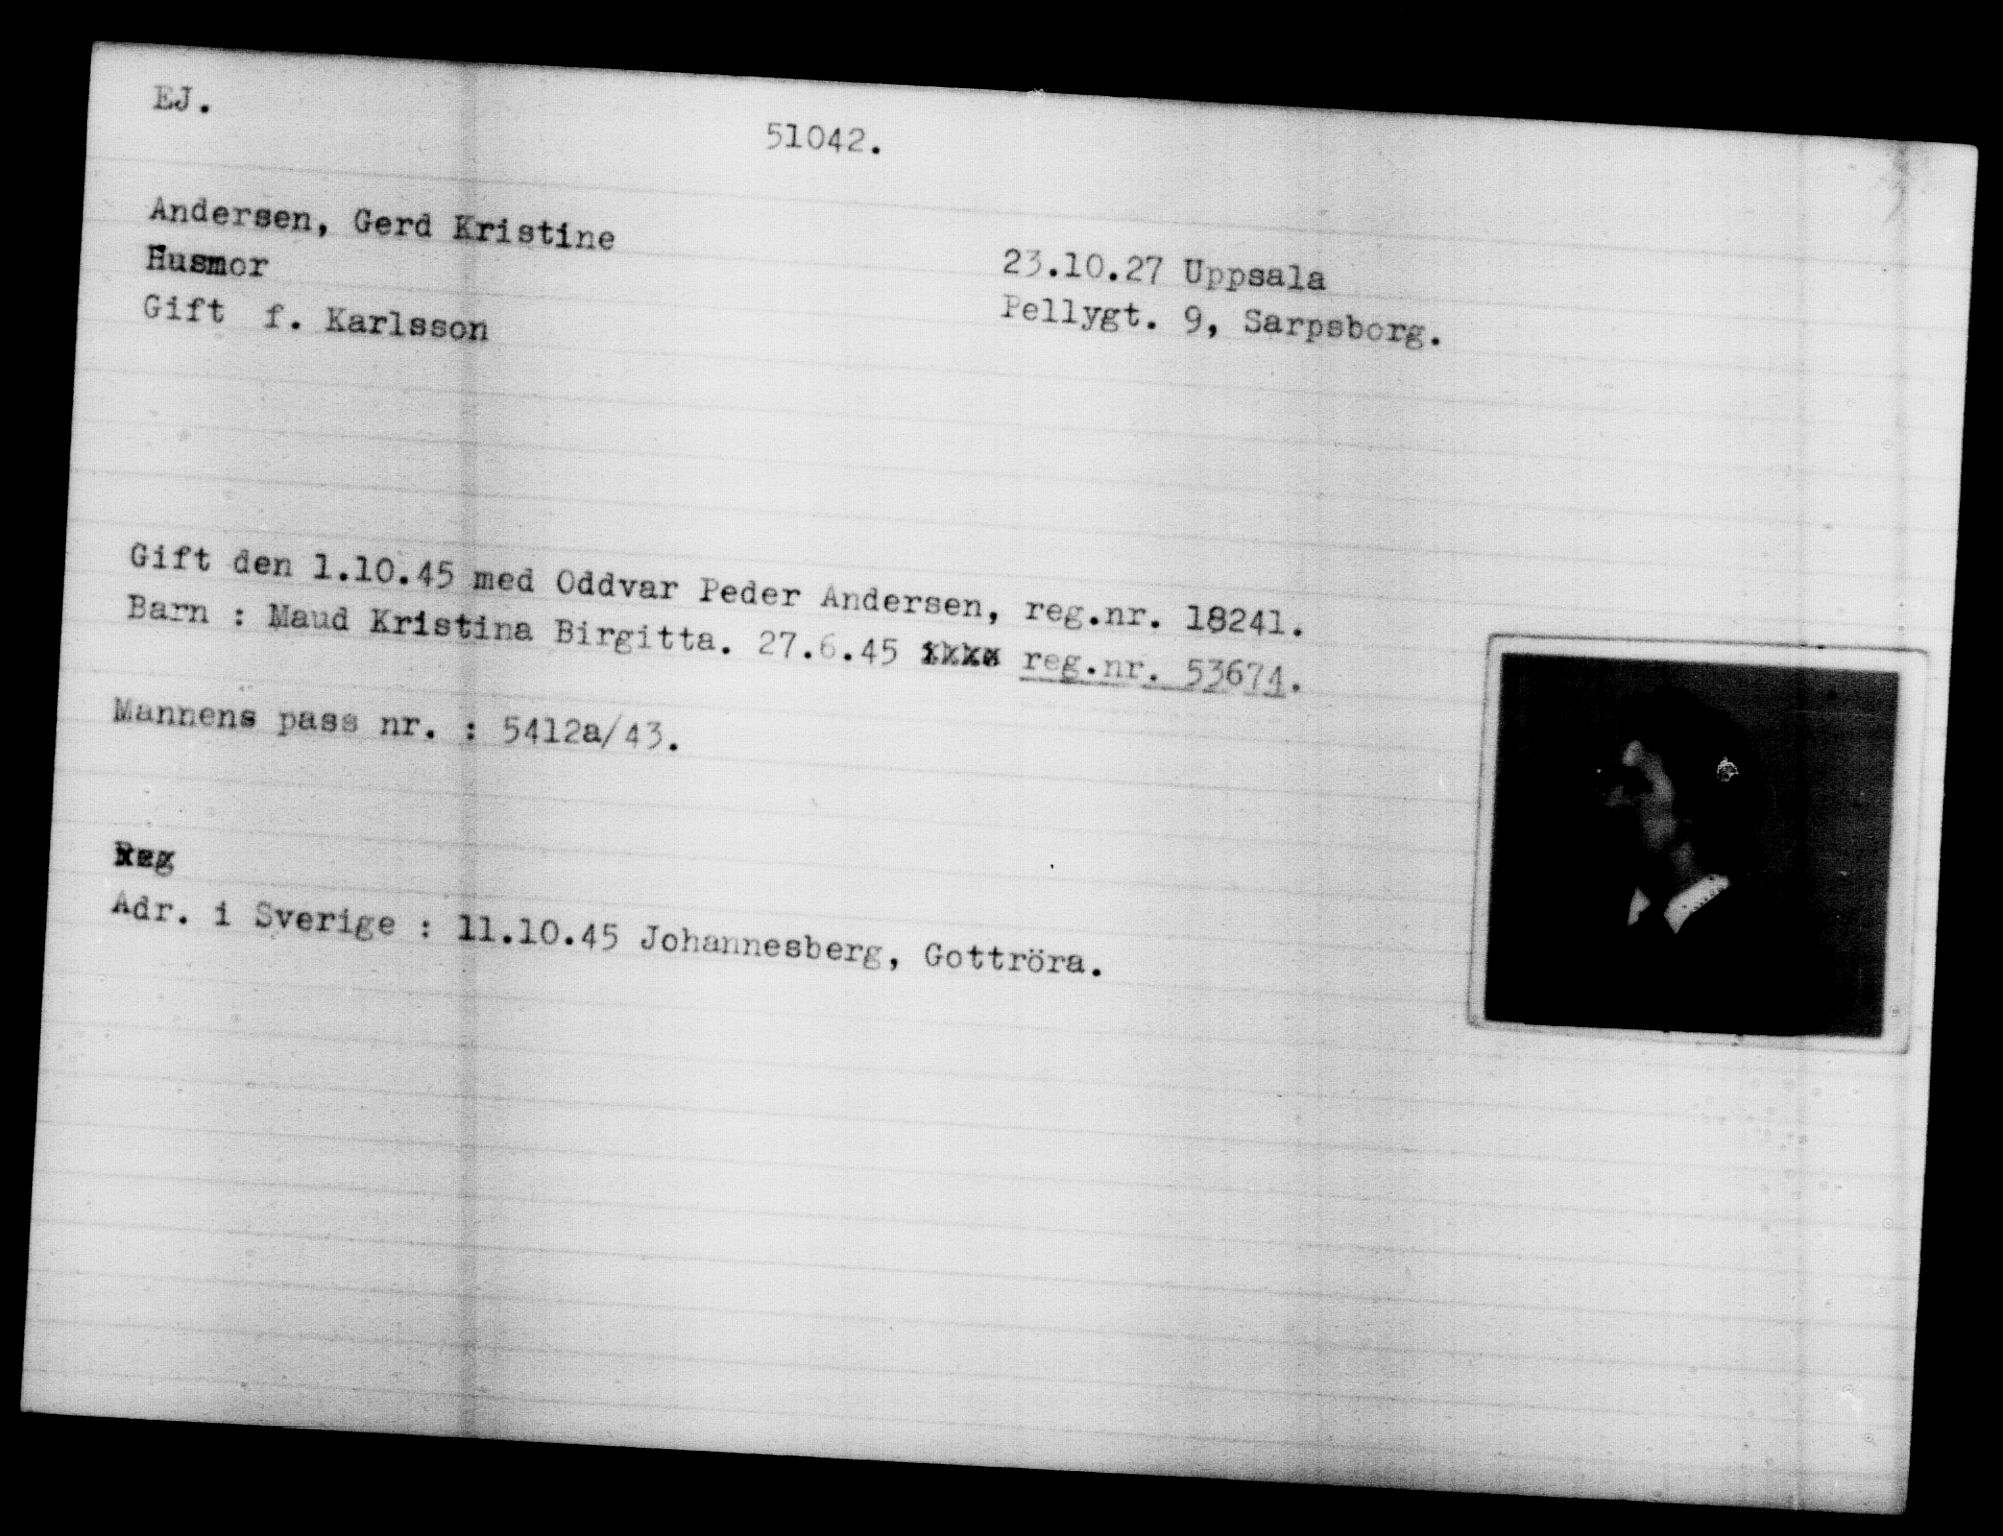 EJ.
51042.
Andersen, Gerd Kristine
Husmor
23.10.27 Uppsala
Gift f. Karlsson
Pellygt. 9, Sarpsborg.
Gift den 1.10.45 med Oddvar Peder Andersen, reg.nr. 18241.
Barn : Maud Kristina Birgitta. 27.6.45 reg.nr. 53674.
Mannens pass nr. : 5412a/43.
Adr. i Sverige : 11.10.45 Johannesberg, Gottröra.